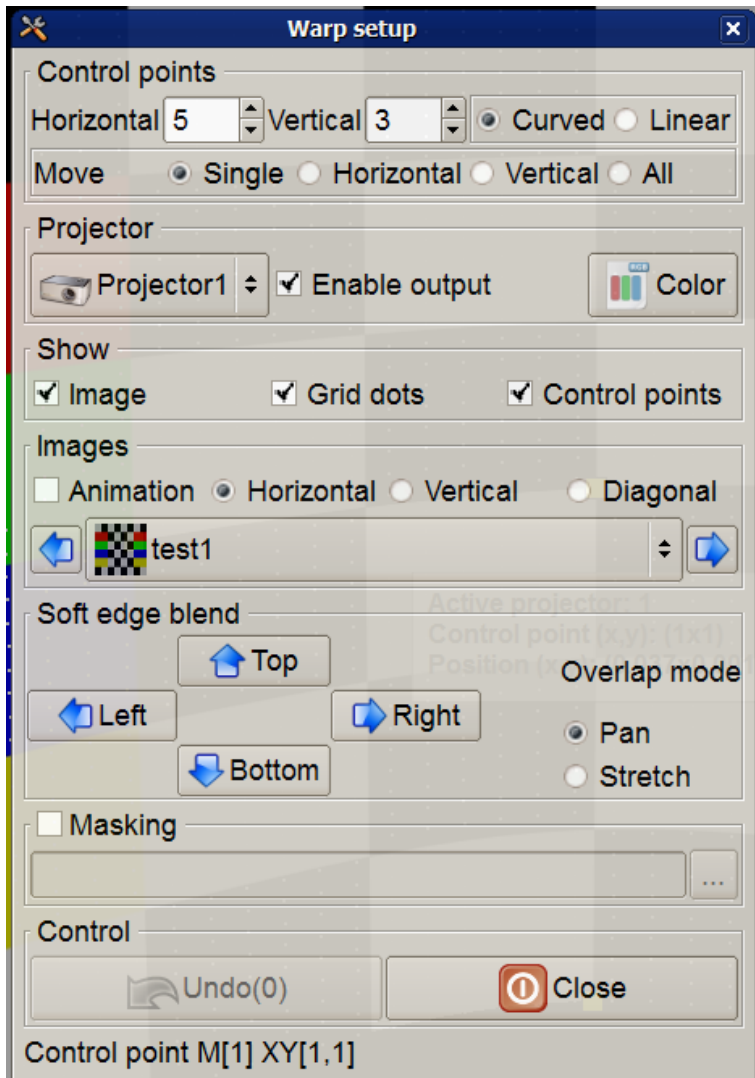 Warp setup
Control points
Horizontal 5 Vertical 3 Curved Linear
Move Single Horizontal Vertical All
Projector
Projector1 Enable output RGB Color
Show
Image Grid dots Control points
Images
Animation Horizontal Vertical Diagonal
test1
Active projector: 1
Soft edge blend
Control point (x,y): (1x1)
Top
Overlap mode
Left Right
Pan
Bottom
Stretch
Masking
...
Control
Undo(0) Close
Control point M[1] XY[1,1]